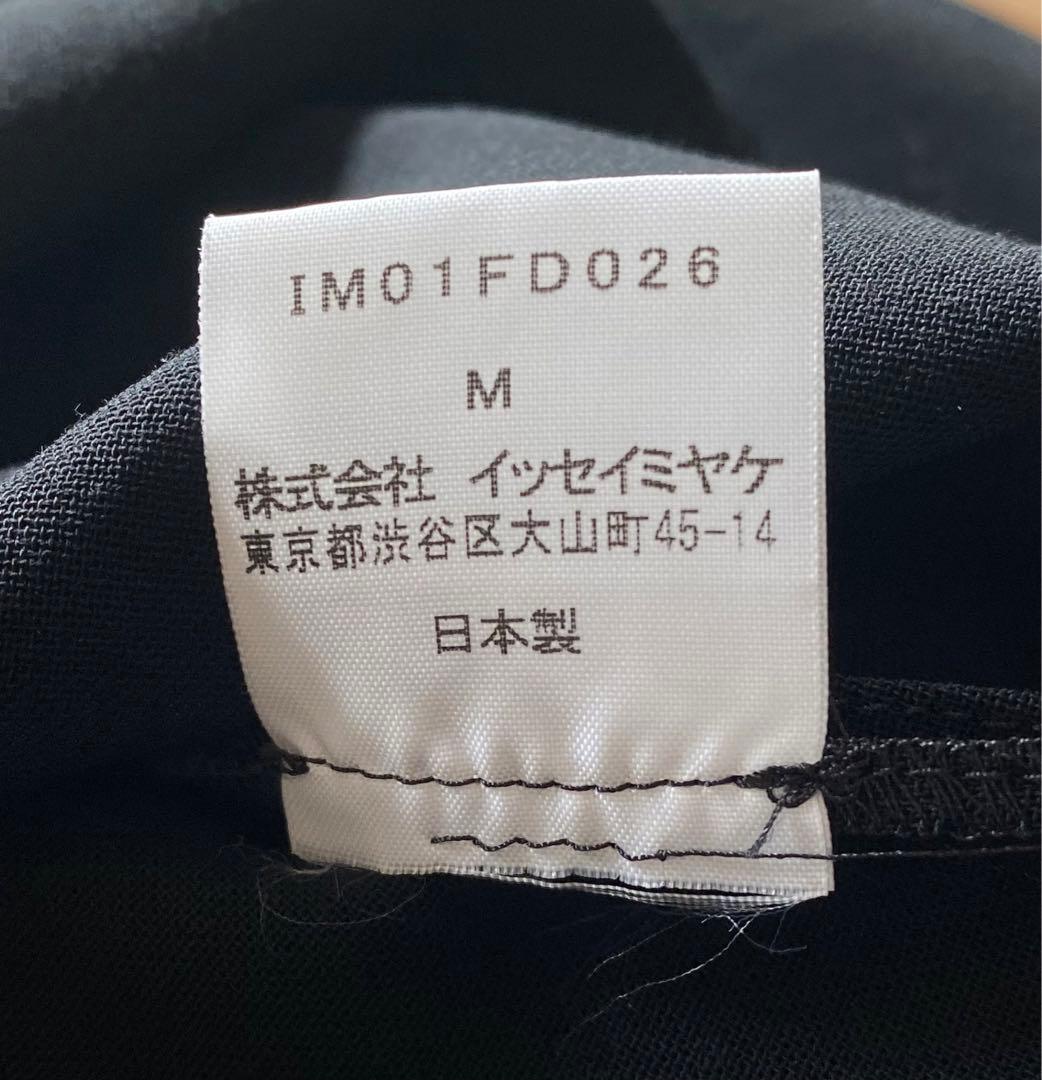 IM01FD026
M
株式会社 イッセイミヤケ
東京都渋谷区大山町45-14
日本製